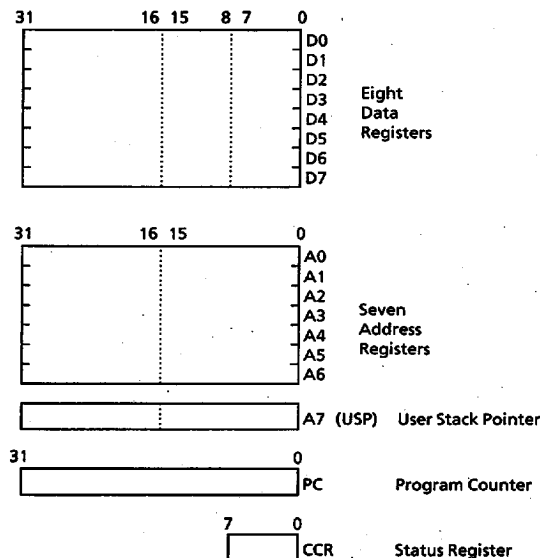 31 16 15 8 7 0
D0
D1
D2
D3
D4
D5
D6
D7
Eight
Data
Registers
31 16 15 0
A0
A1
A2
A3
A4
A5
A6
Seven
Address
Registers
A7 (USP) User Stack Pointer
31 0
PC Program Counter
7 0
CCR Status Register